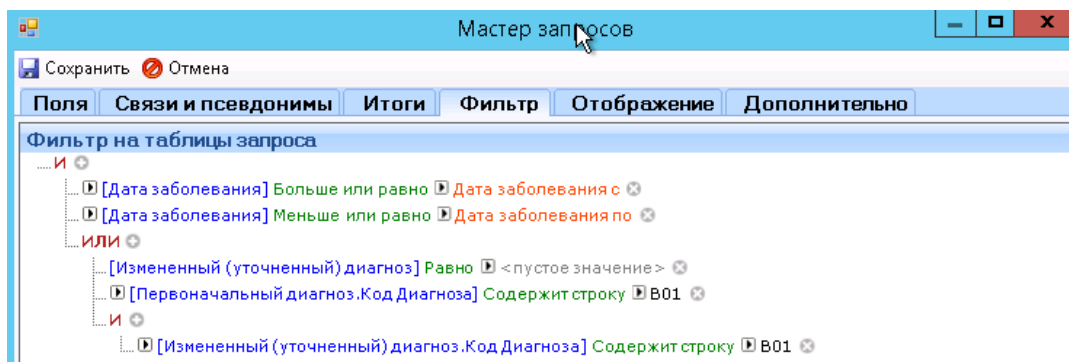 Мастер запросов
Сохранить Отмена
Поля Связи и псевдонимы Итоги Фильтр Отображение Дополнительно
Фильтр на таблицы запроса
И
[Дата заболевания] Больше или равно Дата заболевания с
[Дата заболевания] Меньше или равно Дата заболевания по
ИЛИ
[Измененный (уточненный) диагноз] Равно <пустое значение>
[Первоначальный диагноз.Код Диагноза] Содержит строку B01
И
[Измененный (уточненный) диагноз.Код Диагноза] Содержит строку B01